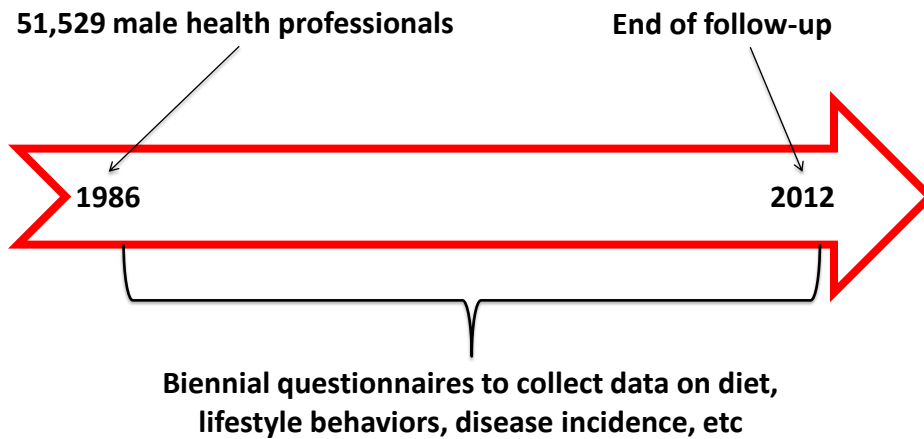 51,529 male health professionals
End of follow-up
1986
2012
Biennial questionnaires to collect data on diet,
lifestyle behaviors, disease incidence, etc